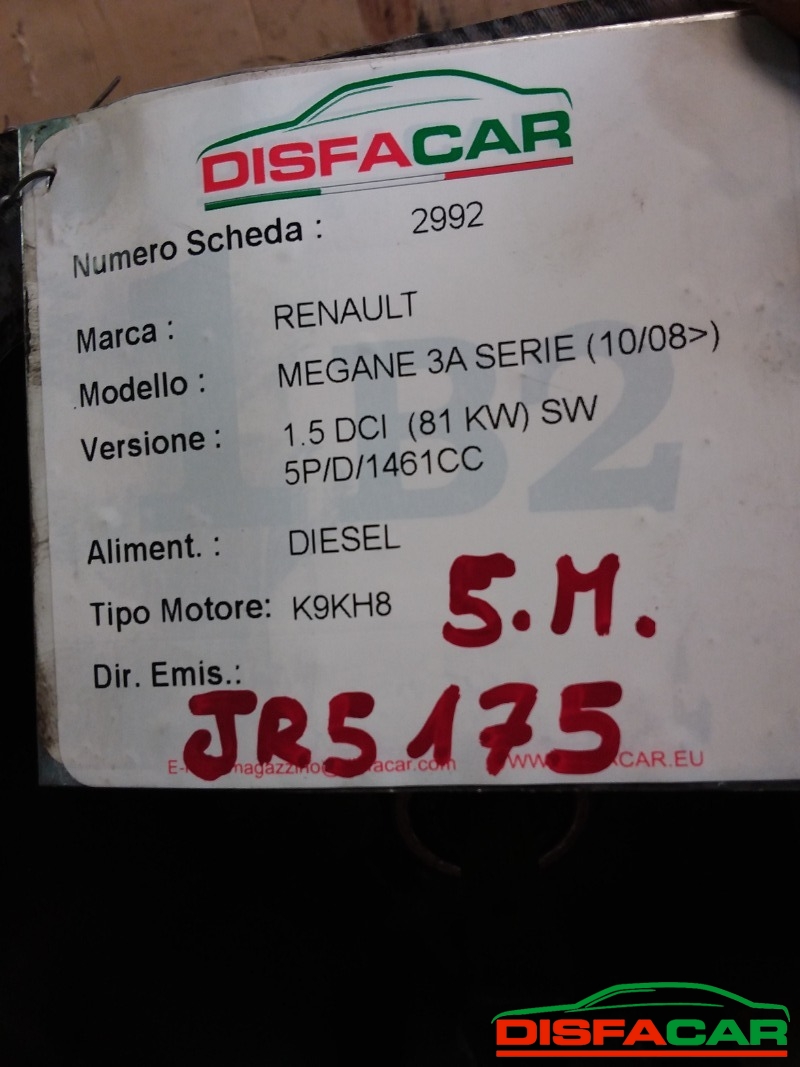 DISFACAR
Numero Scheda : 2992
Marca : RENAULT
Modello : MEGANE 3A SERIE (10/08>)
Versione : 1.5 DCI (81 KW) SW
5P/D/1461CC
1B2
Aliment. : DIESEL
Tipo Motore: K9KH8
5.M.
Dir. Emis.:
JR5175
DISFACAR